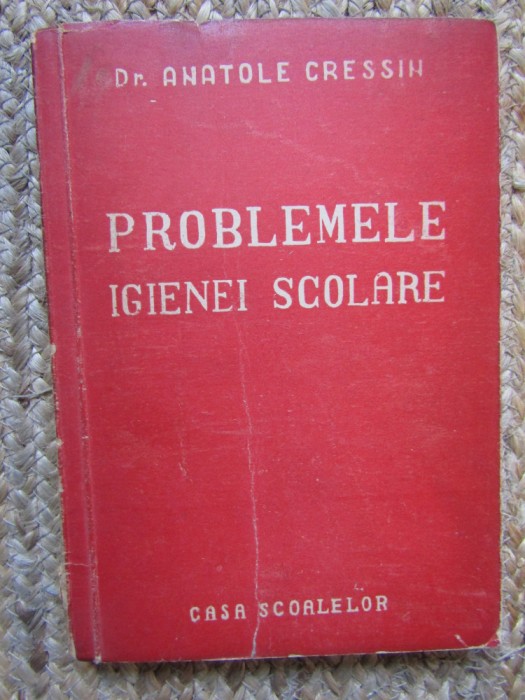 Dr. ANATOLE CRESSIN
PROBLEMELE
IGIENEI SCOLARE
CASA SCOALELOR